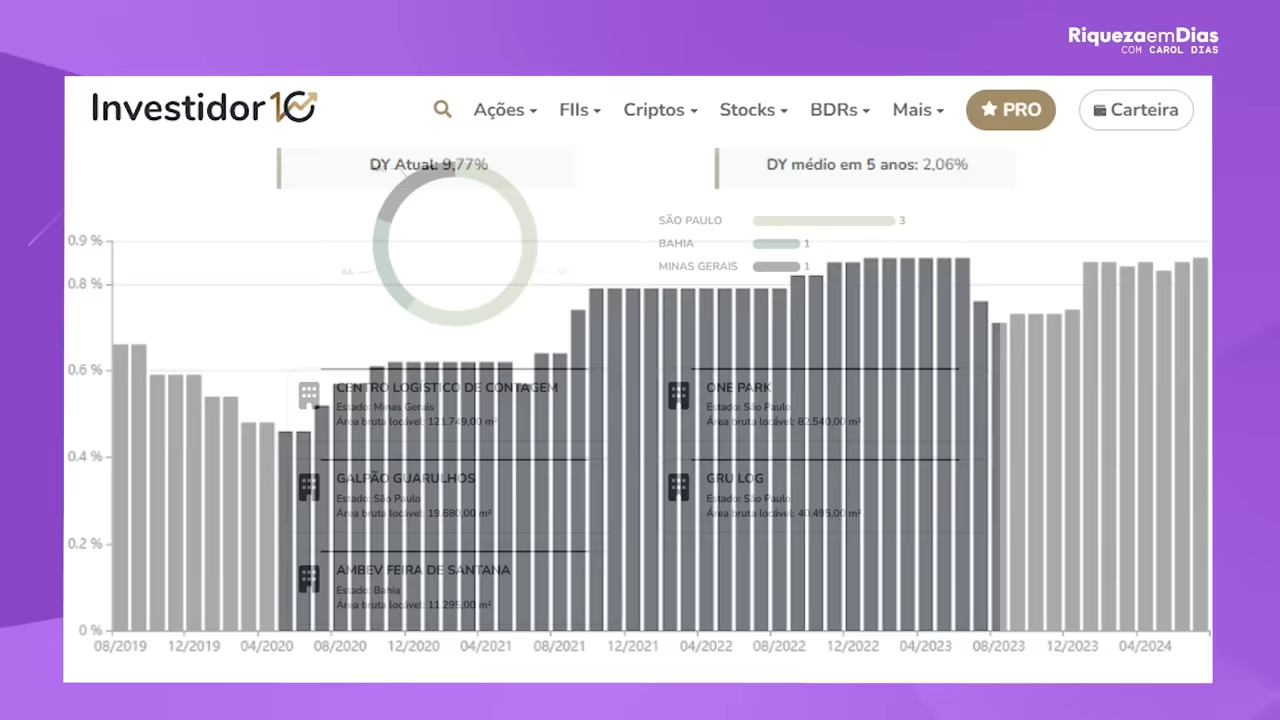 RiquezaemDias
COM CAROL DIAS
Investidor10
Ações
FIIs
Criptos
Stocks
BDRs
Mais
PRO
Carteira
DY Atual: 9,77%
DY médio em 5 anos: 2,06%
SÃO PAULO 3
BAHIA 1
MINAS GERAIS 1
BA
0.9 %
0.8 %
0.6 %
0.4 %
0.2 %
0 %
CENTRO LOGÍSTICO DE CONTAGEM
Estado: Minas Gerais
Área bruta locável: 121.749,00 m²
ONE PARK
Estado: São Paulo
Área bruta locável: 82.540,00 m²
GALPÃO GUARULHOS
Estado: São Paulo
Área bruta locável: 19.680,00 m²
GRU LOG
Estado: São Paulo
Área bruta locável: 40.495,00 m²
AMBEV FEIRA DE SANTANA
Estado: Bahia
Área bruta locável: 11.295,00 m²
08/2019 12/2019 04/2020 08/2020 12/2020 04/2021 08/2021 12/2021 04/2022 08/2022 12/2022 04/2023 08/2023 12/2023 04/2024